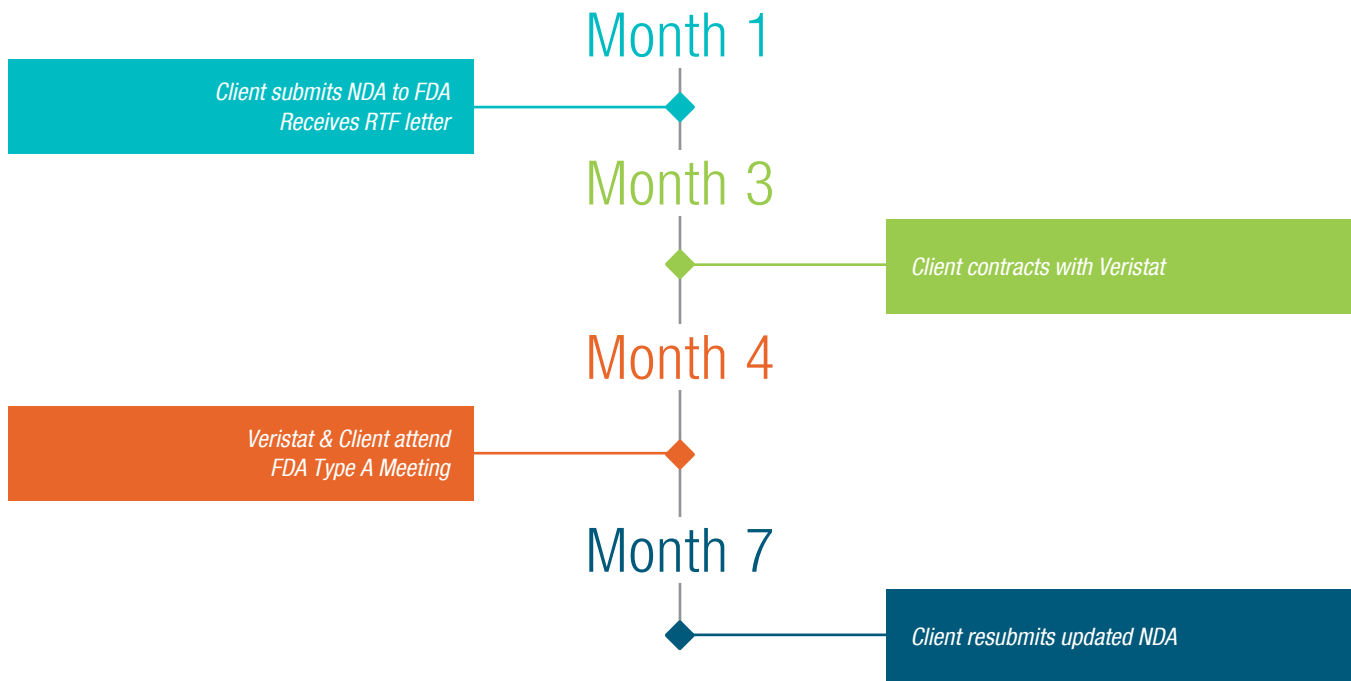 Month 1
Client submits NDA to FDA
Receives RTF letter
Month 3
Client contracts with Veristat
Month 4
Veristat & Client attend
FDA Type A Meeting
Month 7
Client resubmits updated NDA